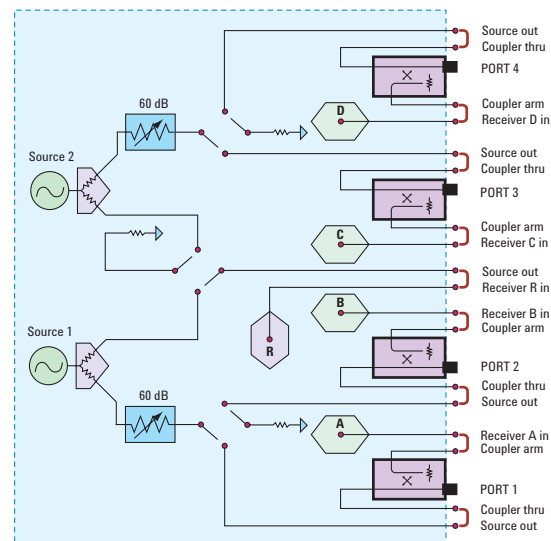 Source out
Coupler thru
PORT 4
60 dB
D
Coupler arm
Receiver D in
Source 2
Source out
Coupler thru
PORT 3
C
Coupler arm
Receiver C in
Source out
Receiver R in
B
Receiver B in
Coupler arm
Source 1
R
PORT 2
60 dB
Coupler thru
Source out
A
Receiver A in
Coupler arm
PORT 1
Coupler thru
Source out